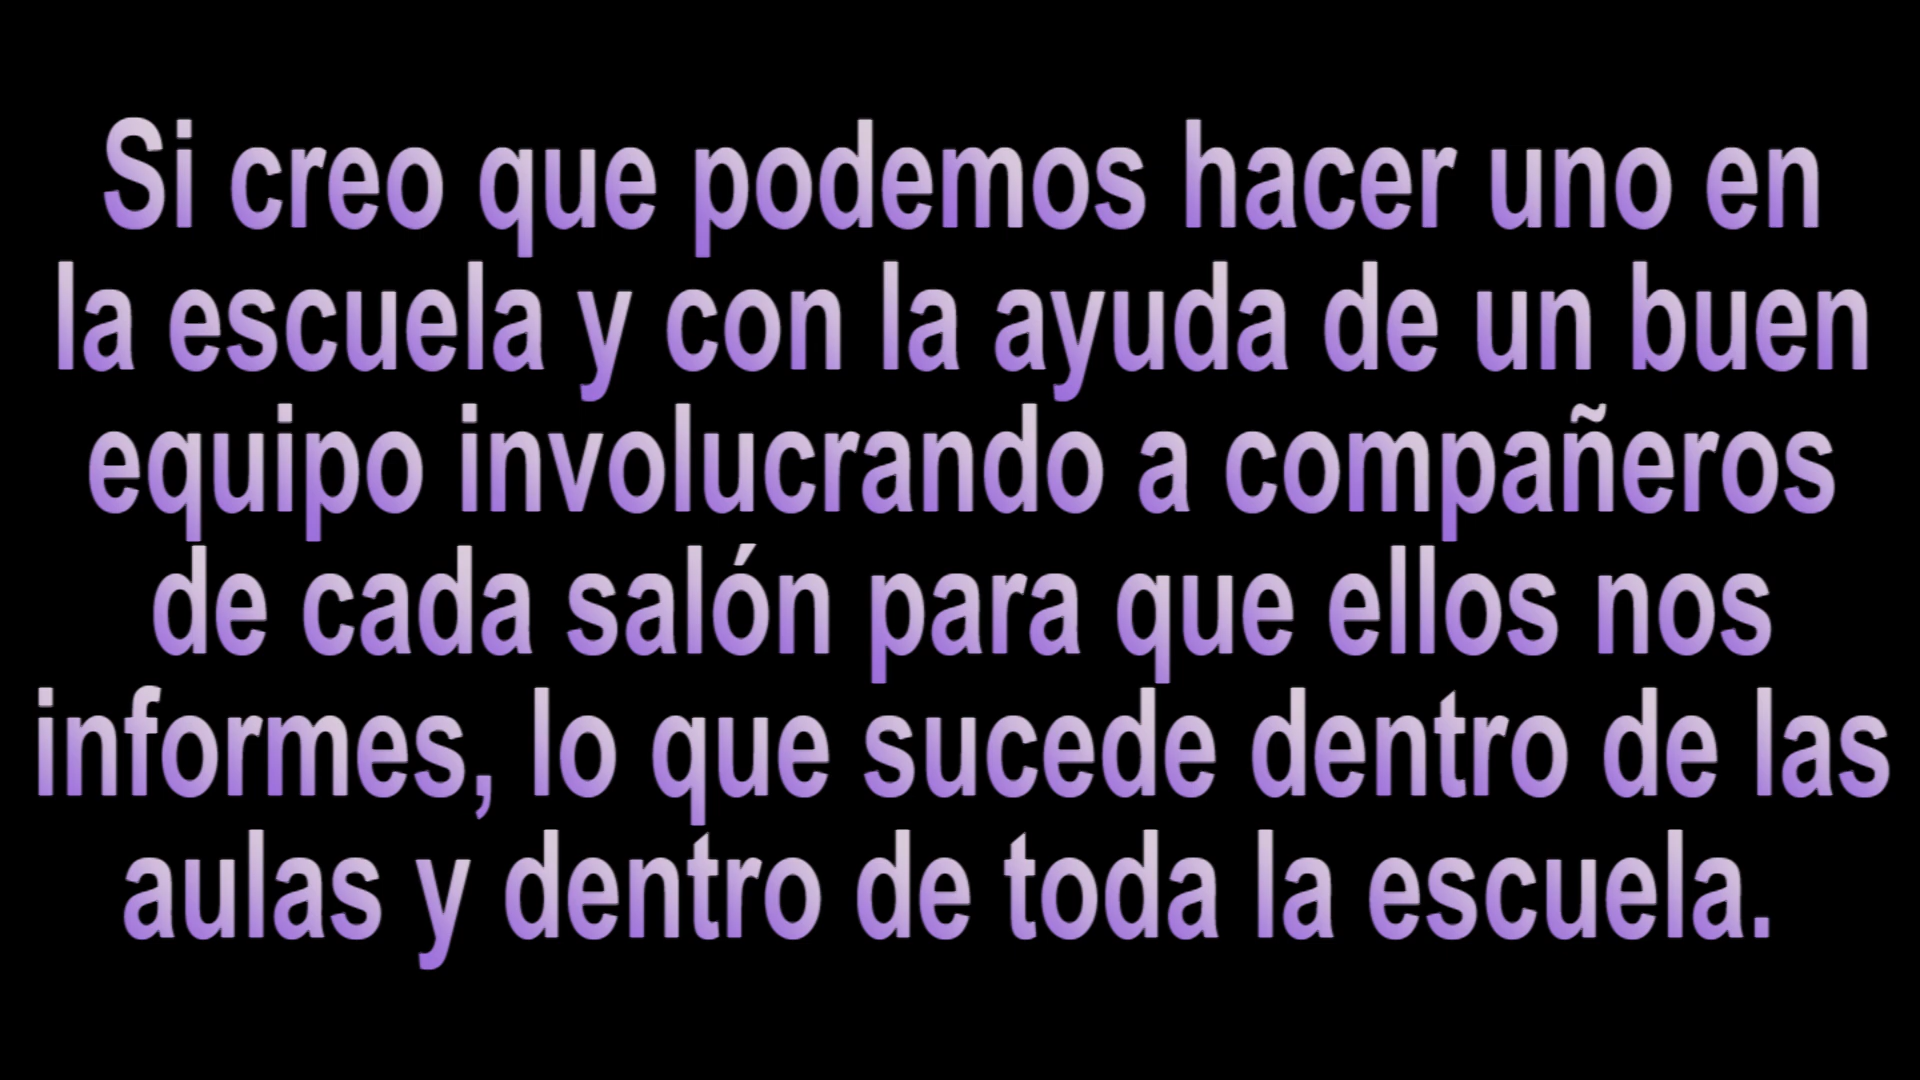 Si creo que podemos hacer uno en
la escuela y con la ayuda de un buen
equipo involucrando a compañeros
de cada salón para que ellos nos
informes, lo que sucede dentro de las
aulas y dentro de toda la escuela.